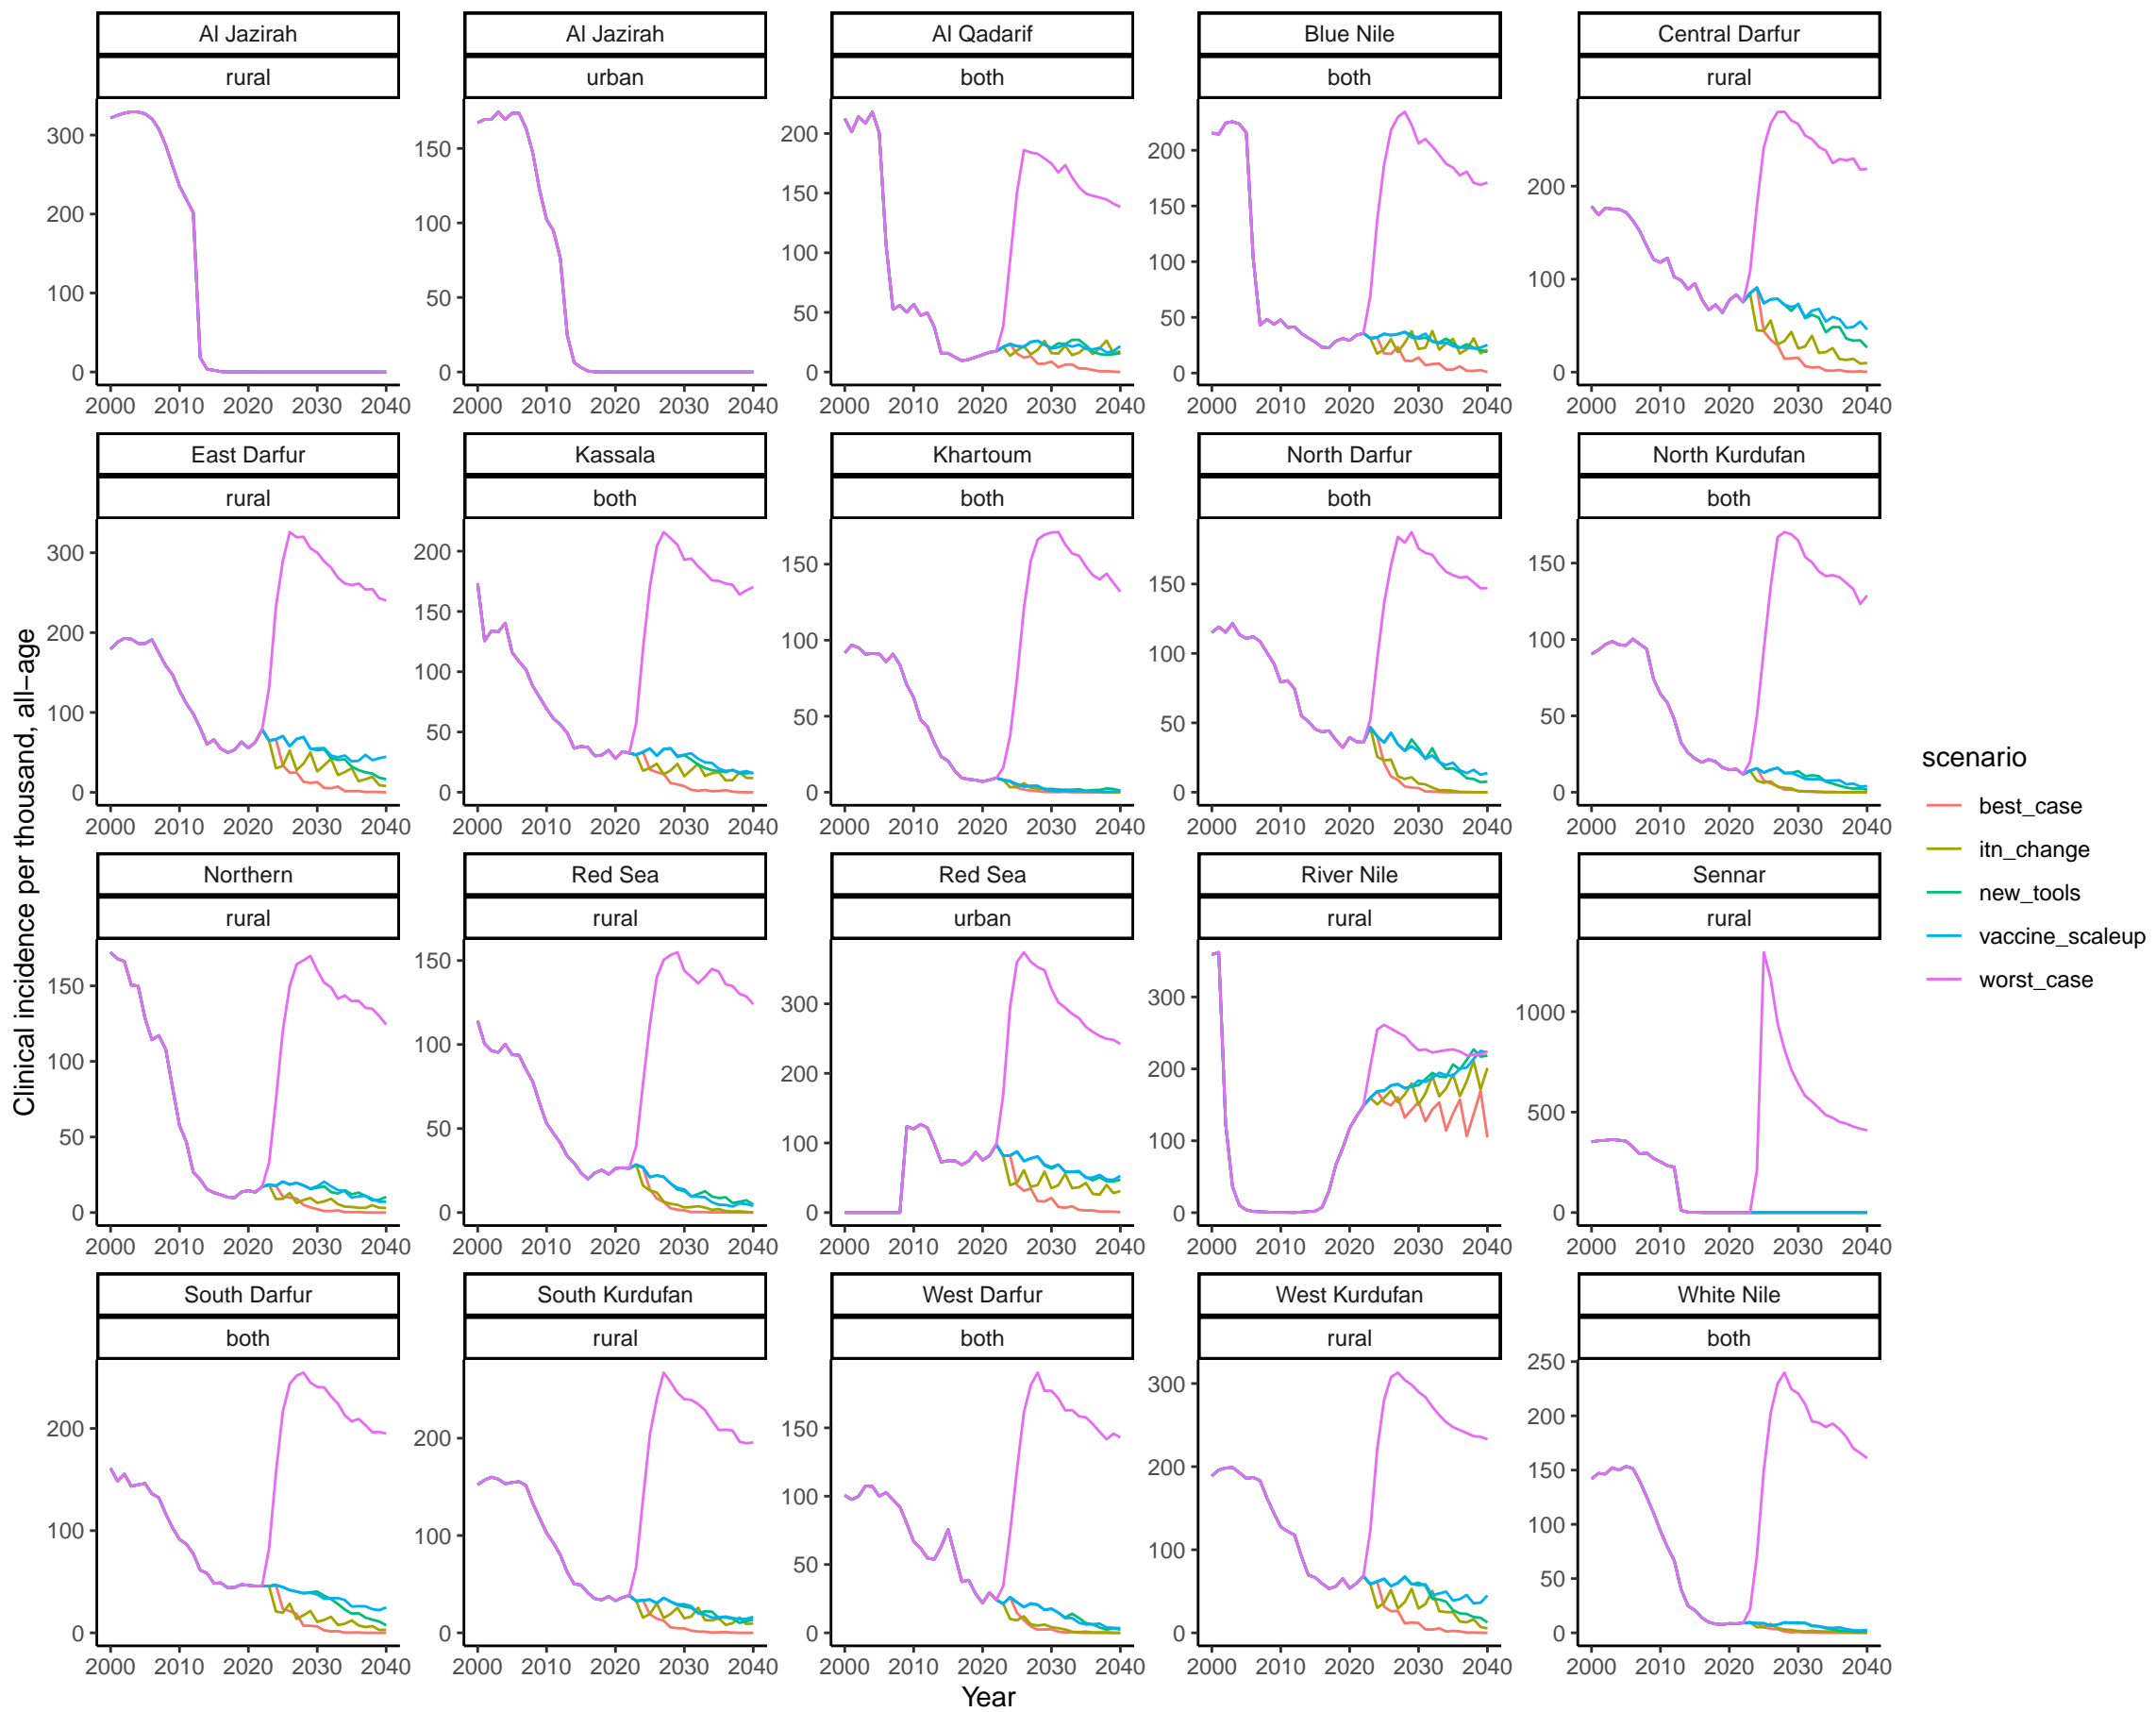 Al Jazirah
rural
Al Jazirah
urban
Al Qadarif
both
Blue Nile
both
Central Darfur
rural
300
200
100
0
2000 2010 2020 2030 2040
150
100
50
0
2000 2010 2020 2030 2040
200
150
100
50
0
2000 2010 2020 2030 2040
200
150
100
50
0
2000 2010 2020 2030 2040
200
100
0
2000 2010 2020 2030 2040
East Darfur
rural
Kassala
both
Khartoum
both
North Darfur
both
North Kurdufan
both
300
200
100
0
2000 2010 2020 2030 2040
200
150
100
50
0
2000 2010 2020 2030 2040
150
100
50
0
2000 2010 2020 2030 2040
150
100
50
0
2000 2010 2020 2030 2040
150
100
50
0
2000 2010 2020 2030 2040
Northern
rural
Red Sea
rural
Red Sea
urban
River Nile
rural
Sennar
rural
150
100
50
0
2000 2010 2020 2030 2040
150
100
50
0
2000 2010 2020 2030 2040
300
200
100
0
2000 2010 2020 2030 2040
300
200
100
0
2000 2010 2020 2030 2040
1000
500
0
2000 2010 2020 2030 2040
South Darfur
both
South Kurdufan
rural
West Darfur
both
West Kurdufan
rural
White Nile
both
200
100
0
2000 2010 2020 2030 2040
200
100
0
2000 2010 2020 2030 2040
150
100
50
0
2000 2010 2020 2030 2040
300
200
100
0
2000 2010 2020 2030 2040
250
200
150
100
50
0
2000 2010 2020 2030 2040
Year
Clinical incidence per thousand, all−age
scenario
best_case
itn_change
new_tools
vaccine_scaleup
worst_case